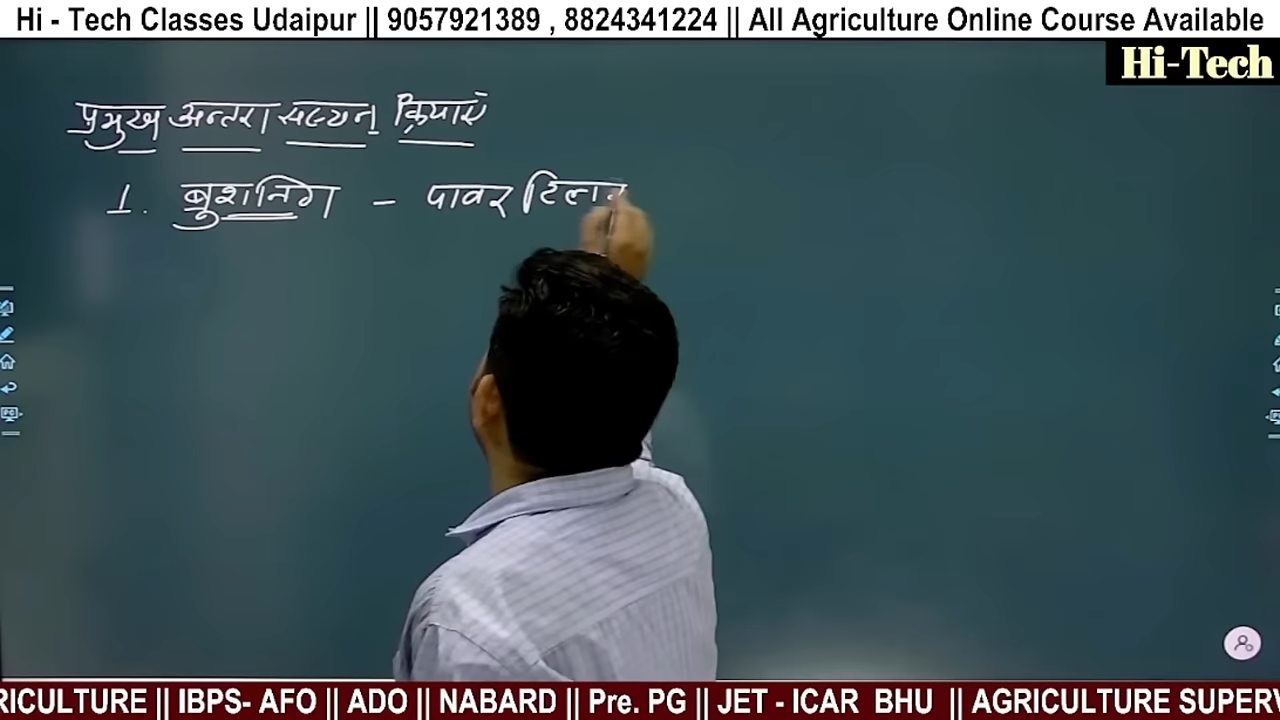 Hi - Tech Classes Udaipur || 9057921389 , 8824341224 || All Agriculture Online Course Available
Hi-Tech
प्रमुख अन्तरा सस्यन् क्रियाएं
1. बुशनिंग - पावर टिला
RICULTURE || IBPS- AFO || ADO || NABARD || Pre. PG || JET - ICAR BHU || AGRICULTURE SUPERV